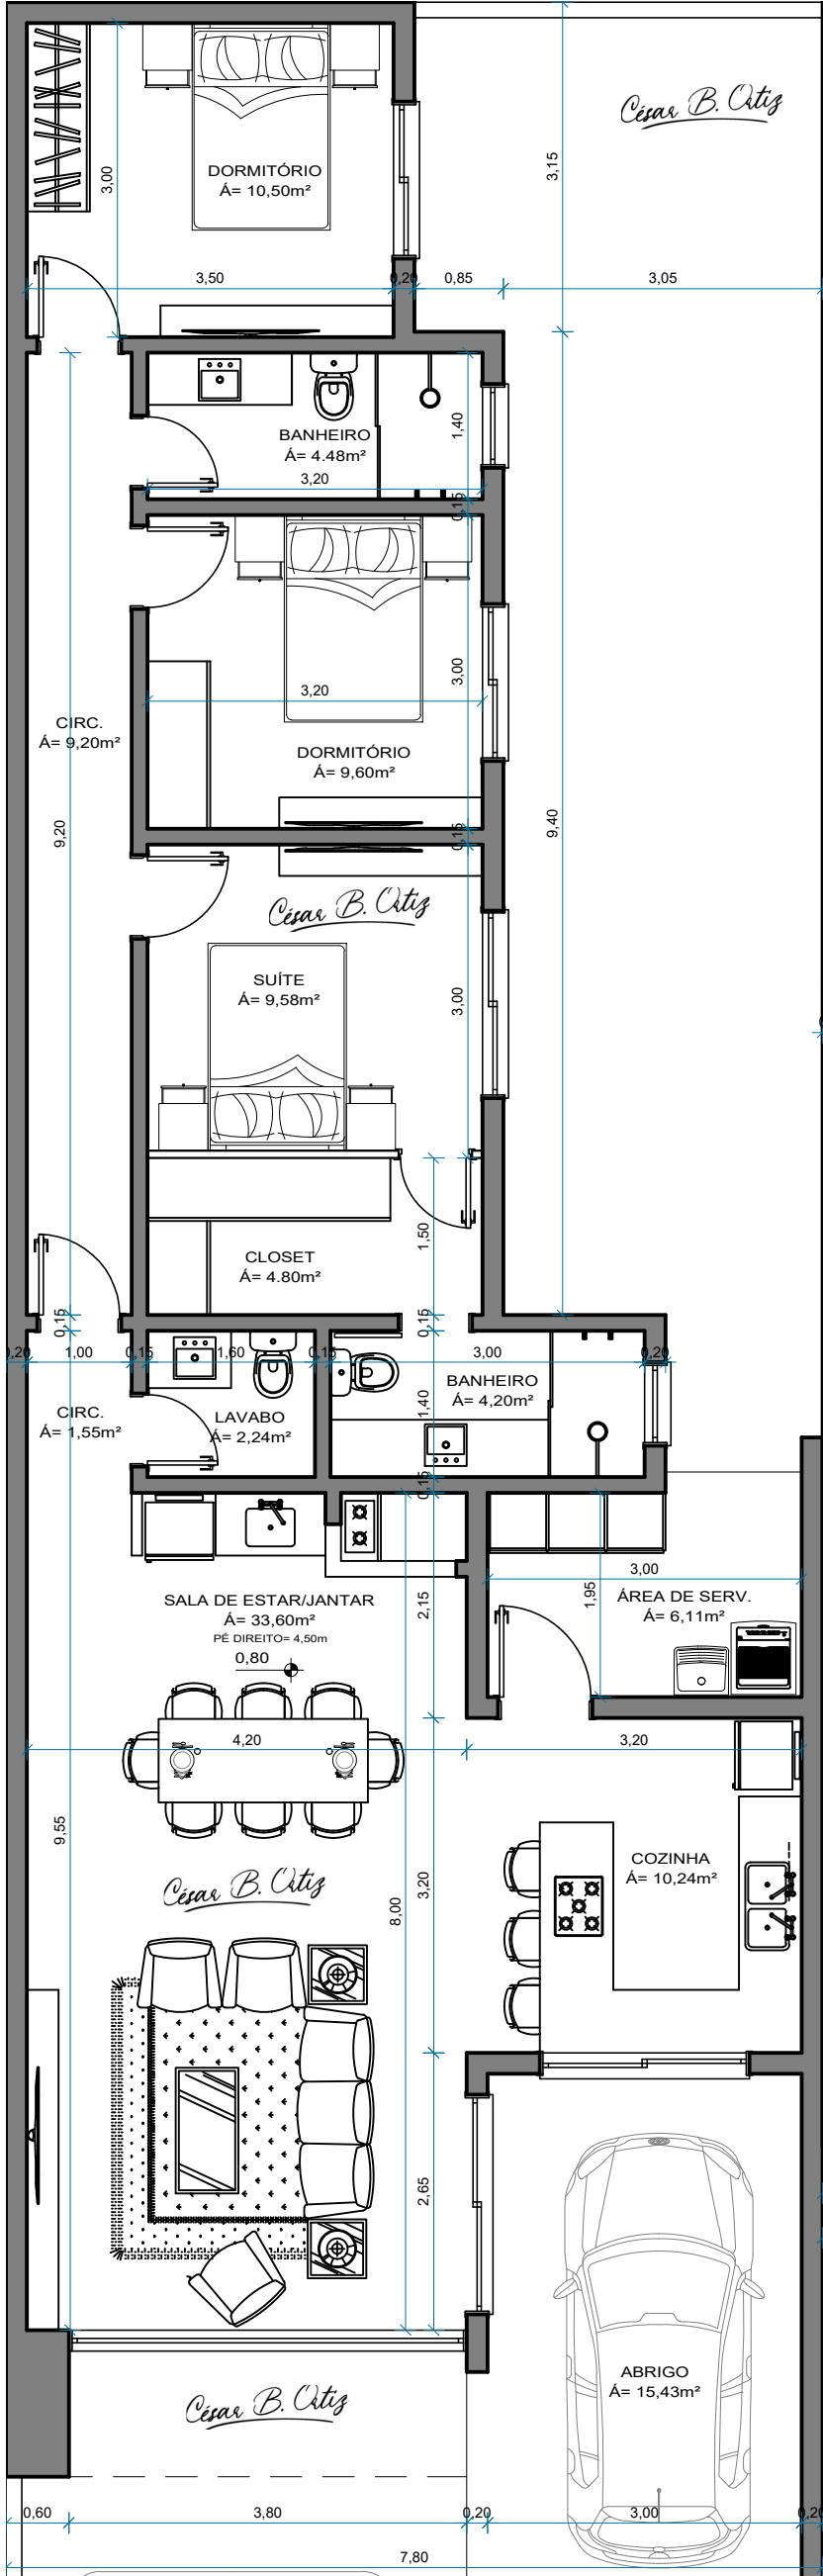 César B. Ortiz
3,00
3,15
DORMITÓRIO
Á= 10,50m²
3,50
0,20
0,85
3,05
BANHEIRO
Á= 4.48m²
1,40
3,20
0,15
3,00
3,20
CIRC.
Á= 9,20m²
DORMITÓRIO
Á= 9,60m²
9,20
9,40
0,15
César B. Ortiz
SUÍTE
Á= 9,58m²
3,00
1,50
CLOSET
Á= 4.80m²
0,15
0,15
0,20
1,00
0,15
1,60
0,15
3,00
0,20
BANHEIRO
Á= 4,20m²
1,40
CIRC.
Á= 1,55m²
LAVABO
Á= 2,24m²
0,15
3,00
1,95
ÁREA DE SERV.
Á= 6,11m²
SALA DE ESTAR/JANTAR
Á= 33,60m²
PÉ DIREITO= 4,50m
0,80
2,15
4,20
3,20
9,55
COZINHA
Á= 10,24m²
César B. Ortiz
8,00
3,20
2,65
ABRIGO
Á= 15,43m²
César B. Ortiz
0,60
3,80
0,20
3,00
0,20
7,80